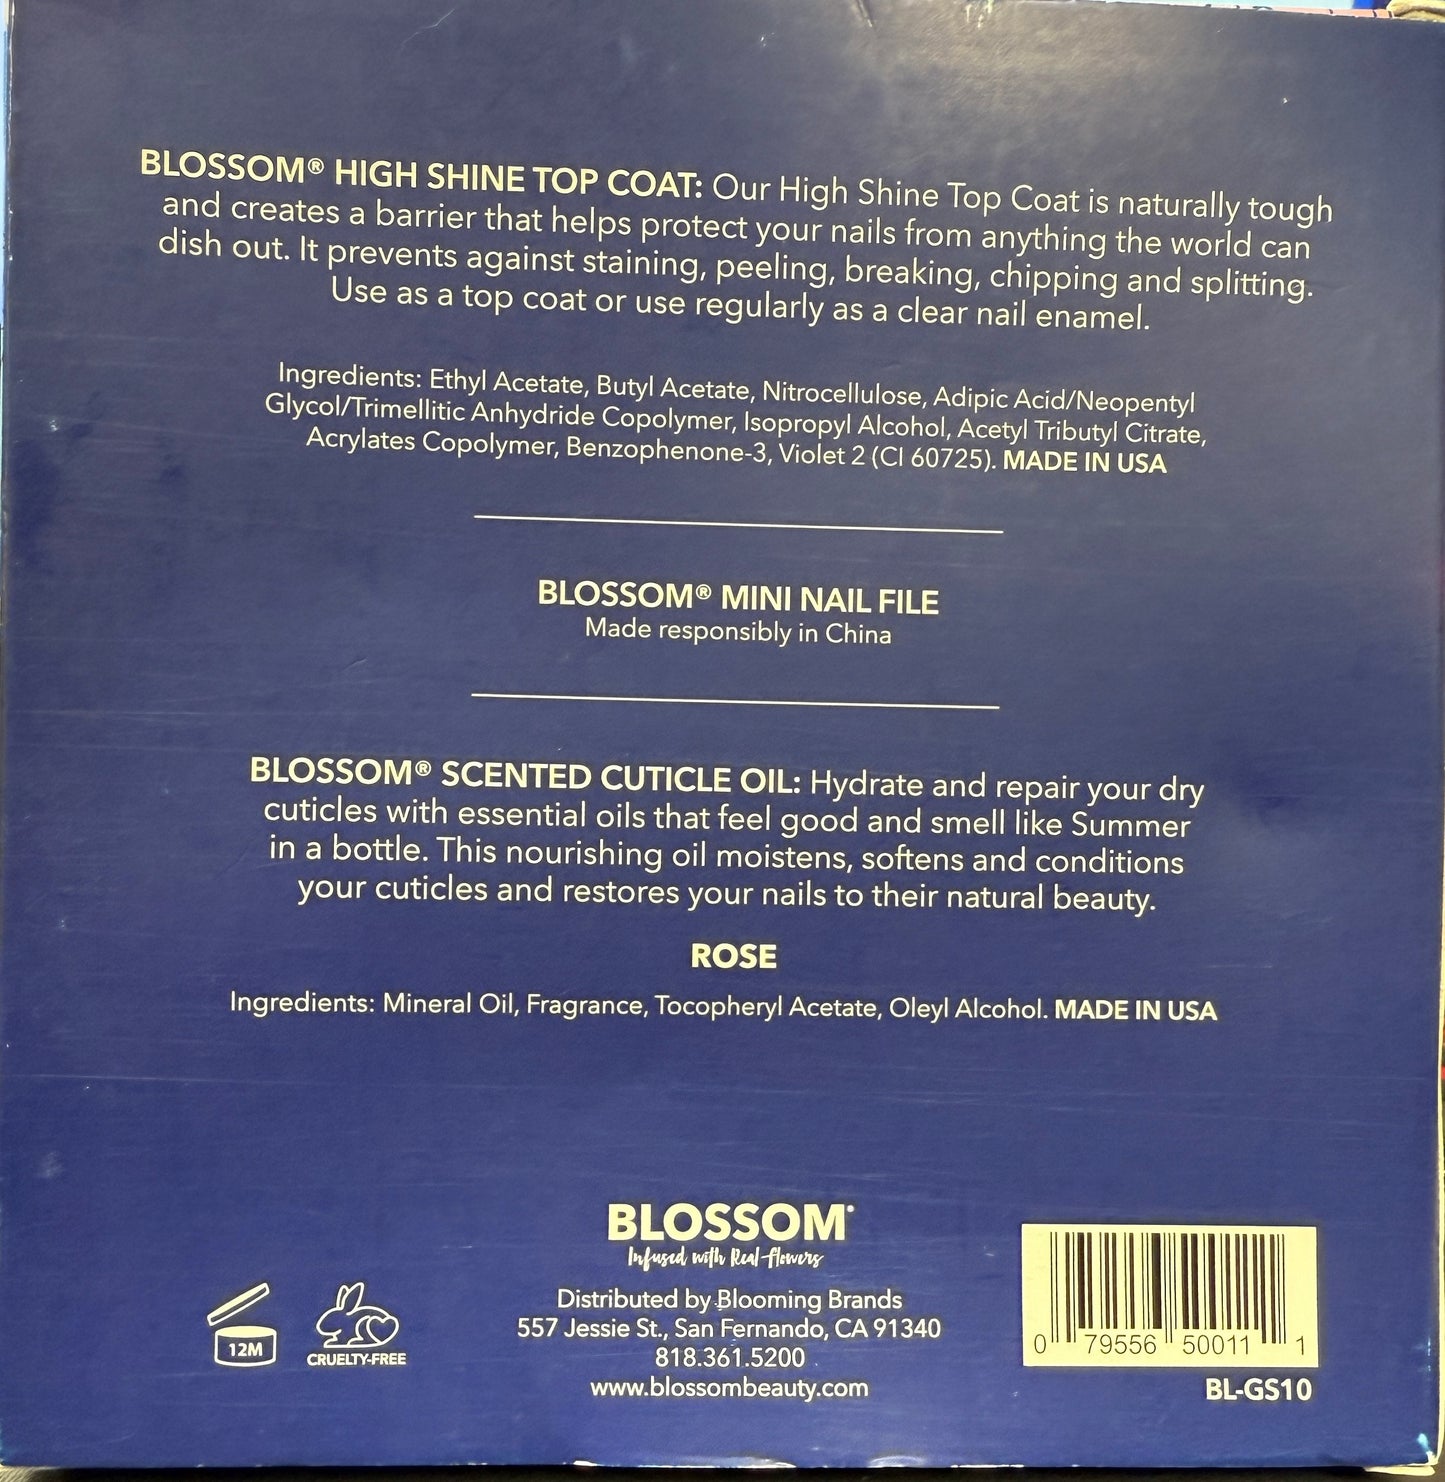 BLOSSOM® HIGH SHINE TOP COAT: Our High Shine Top Coat is naturally tough
and creates a barrier that helps protect your nails from anything the world can
dish out. It prevents against staining, peeling, breaking, chipping and splitting.
Use as a top coat or use regularly as a clear nail enamel.
Ingredients: Ethyl Acetate, Butyl Acetate, Nitrocellulose, Adipic Acid/Neopentyl
Glycol/Trimellitic Anhydride Copolymer, Isopropyl Alcohol, Acetyl Tributyl Citrate,
Acrylates Copolymer, Benzophenone-3, Violet 2 (CI 60725). MADE IN USA
BLOSSOM® MINI NAIL FILE
Made responsibly in China
BLOSSOM® SCENTED CUTICLE OIL: Hydrate and repair your dry
cuticles with essential oils that feel good and smell like Summer
in a bottle. This nourishing oil moistens, softens and conditions
your cuticles and restores your nails to their natural beauty.
ROSE
Ingredients: Mineral Oil, Fragrance, Tocopheryl Acetate, Oleyl Alcohol. MADE IN USA
BLOSSOM®
Infused with Real flowers
Distributed by Blooming Brands
557 Jessie St., San Fernando, CA 91340
818.361.5200
www.blossombeauty.com
12M
CRUELTY-FREE
0 79556 50011 1
BL-GS10